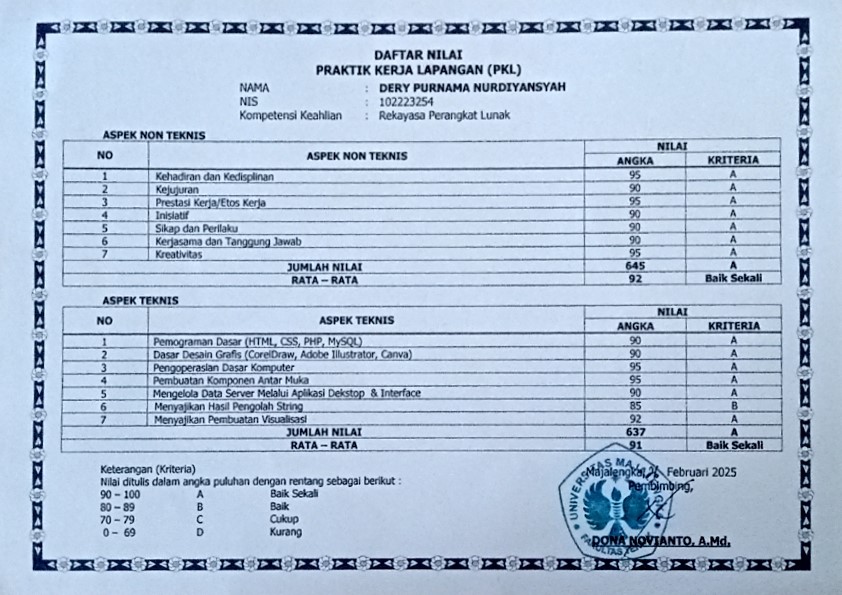 DAFTAR NILAI
PRAKTIK KERJA LAPANGAN (PKL)
NAMA : DERY PURNAMA NURDIYANSYAH
NIS : 102223254
Kompetensi Keahlian : Rekayasa Perangkat Lunak
ASPEK NON TEKNIS
NO ASPEK NON TEKNIS NILAI
ANGKA KRITERIA
1 Kehadiran dan Kedisplinan 95 A
2 Kejujuran 90 A
3 Prestasi Kerja/Etos Kerja 95 A
4 Inisiatif 90 A
5 Sikap dan Perilaku 90 A
6 Kerjasama dan Tanggung Jawab 90 A
7 Kreativitas 95 A
JUMLAH NILAI 645 A
RATA – RATA 92 Baik Sekali
ASPEK TEKNIS
NO ASPEK TEKNIS NILAI
ANGKA KRITERIA
1 Pemograman Dasar (HTML, CSS, PHP, MySQL) 90 A
2 Dasar Desain Grafis (CorelDraw, Adobe Illustrator, Canva) 90 A
3 Pengoperasian Dasar Komputer 95 A
4 Pembuatan Komponen Antar Muka 95 A
5 Mengelola Data Server Melalui Aplikasi Dekstop & Interface 90 A
6 Menyajikan Hasil Pengolah String 85 B
7 Menyajikan Pembuatan Visualisasi 92 A
JUMLAH NILAI 637 A
RATA – RATA 91 Baik Sekali
Keterangan (Kriteria)
Nilai ditulis dalam angka puluhan dengan rentang sebagai berikut :
90 – 100 A Baik Sekali
80 – 89 B Baik
70 – 79 C Cukup
0 – 69 D Kurang
Majalengka, Februari 2025
Pembimbing,
UNIVERSITAS
FAKULTAS TEKNIK
DONA NOVIANTO, A.Md.